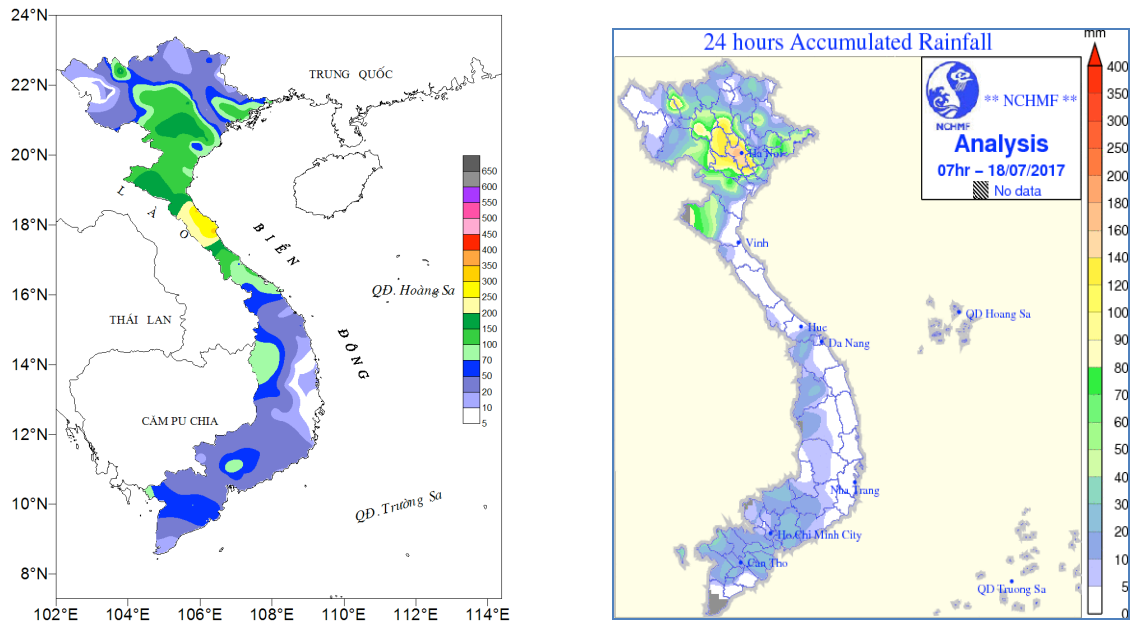 24°N
22°N
20°N
18°N
16°N
14°N
12°N
10°N
8°N
102°E
104°E
106°E
108°E
110°E
112°E
114°E
TRUNG QUỐC
L
À
O
BIỂN
ĐÔNG
QĐ. Hoàng Sa
THÁI LAN
CĂM PU CHIA
QĐ. Trường Sa
650
600
550
500
450
400
350
300
250
200
150
100
70
50
20
10
5
24 hours Accumulated Rainfall
NCHMF
** NCHMF **
Analysis
07hr – 18/07/2017
No data
Ha Noi
Vinh
Hue
Da Nang
QD Hoang Sa
Nha Trang
Ho Chi Minh City
Can Tho
QD Truong Sa
mm
400
350
300
250
200
180
160
140
120
100
90
80
70
60
50
40
30
20
10
5
0